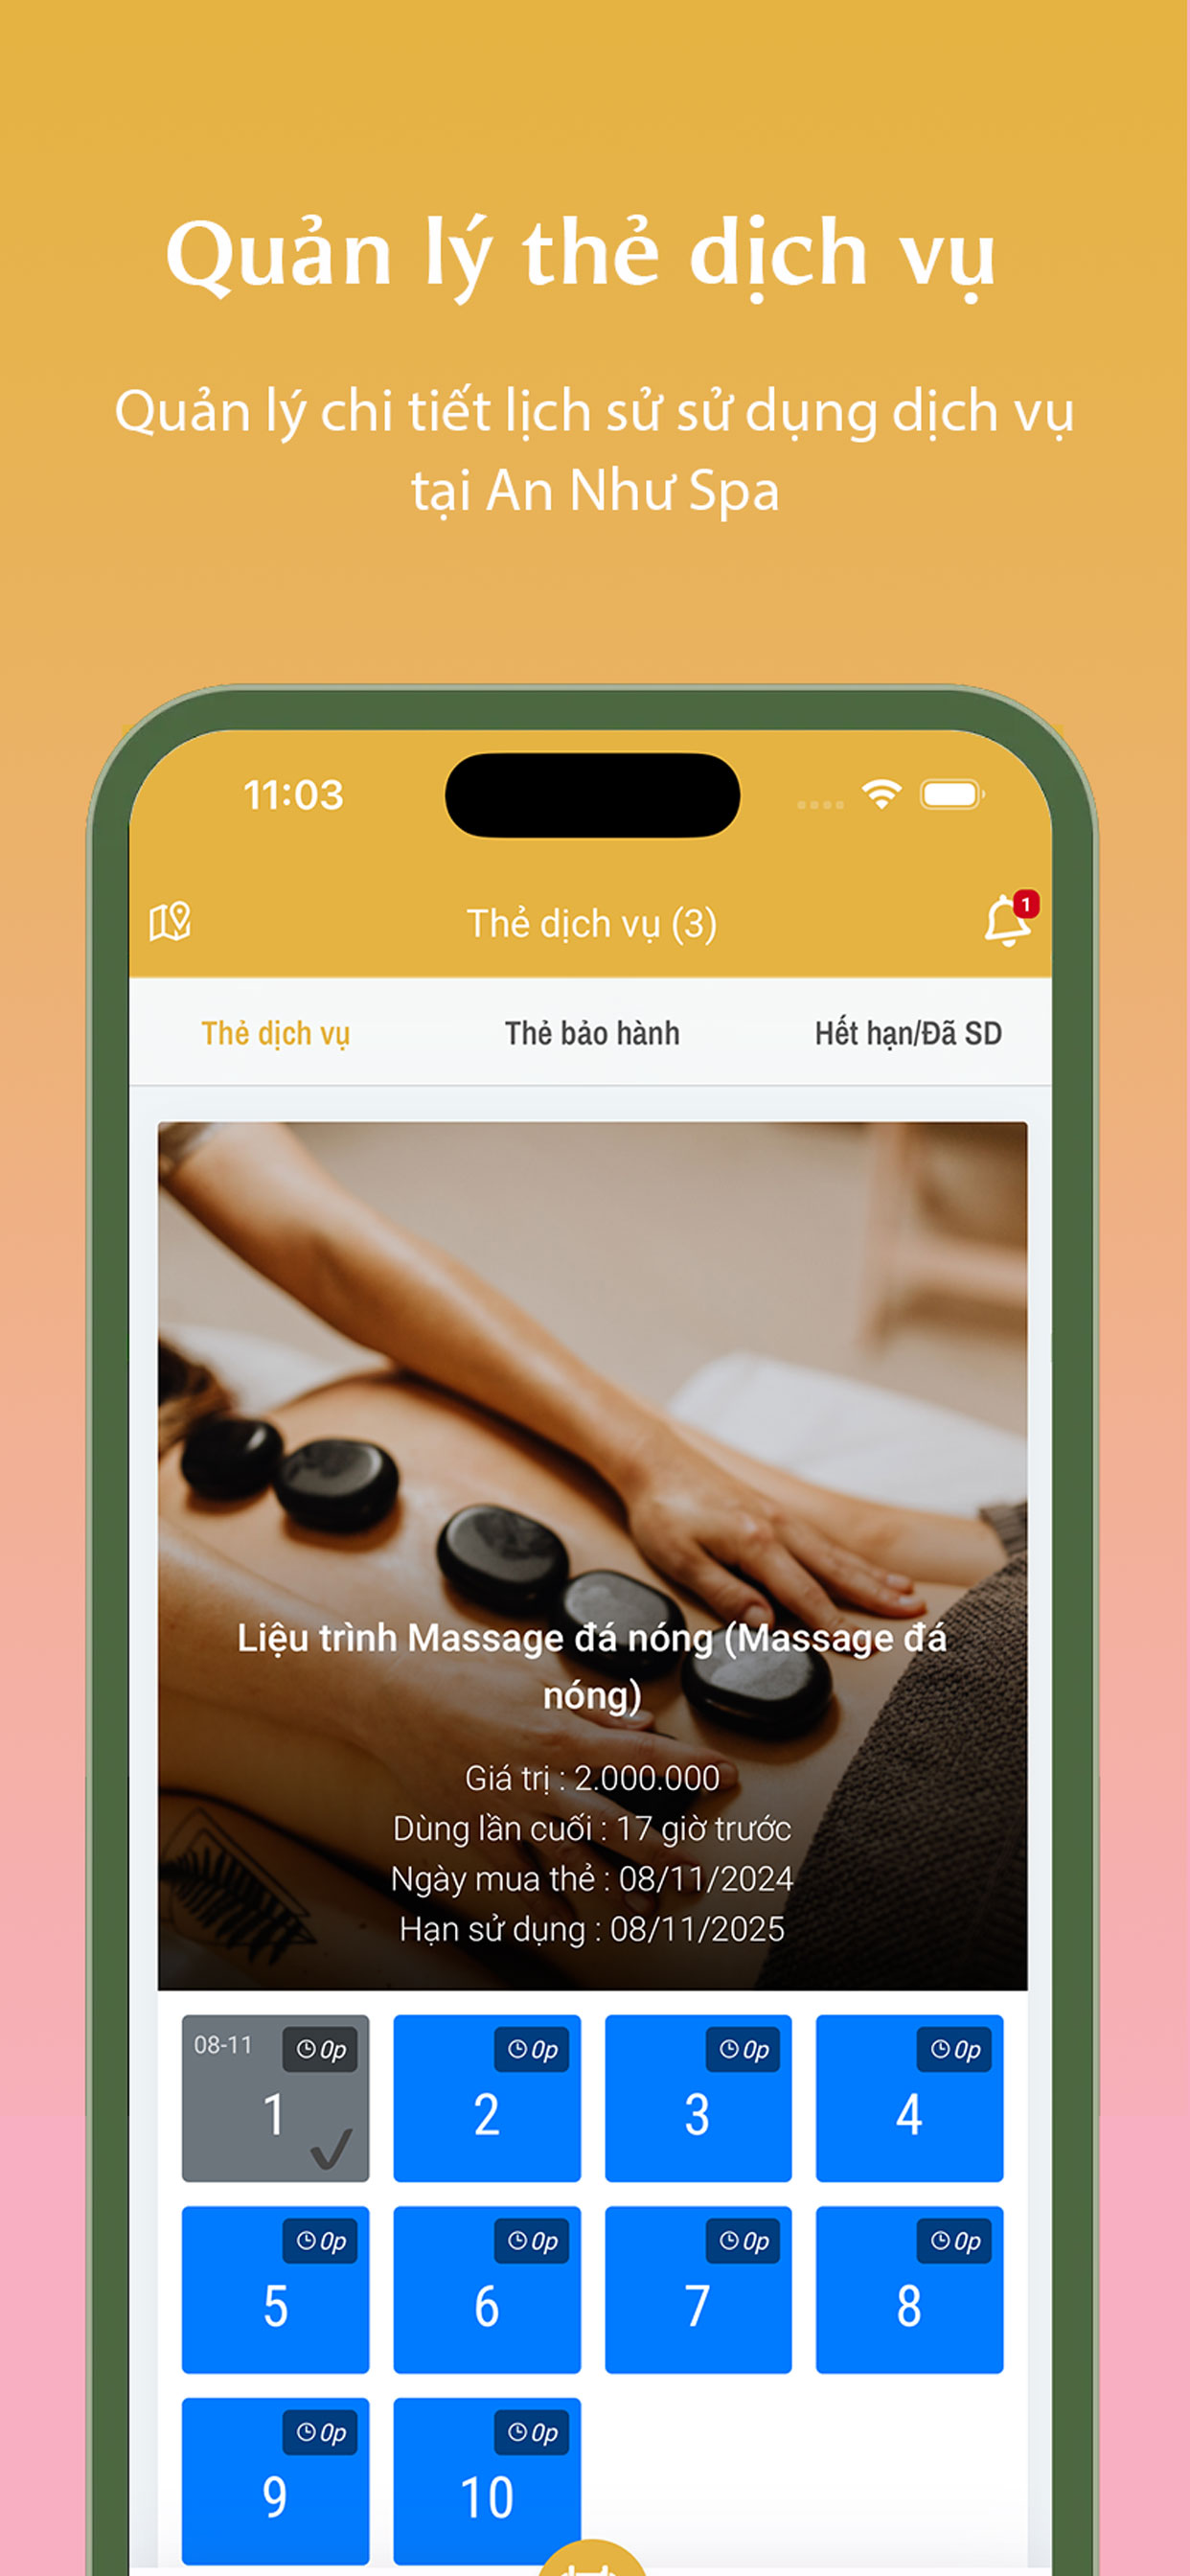 Quản lý thẻ dịch vụ
Quản lý chi tiết lịch sử sử dụng dịch vụ
tại An Như Spa
11:03
Thẻ dịch vụ (3)
1
Thẻ dịch vụ
Thẻ bảo hành
Hết hạn/Đã SD
Liệu trình Massage đá nóng (Massage đá
nóng)
Giá trị : 2.000.000
Dùng lần cuối : 17 giờ trước
Ngày mua thẻ : 08/11/2024
Hạn sử dụng : 08/11/2025
08-11
0p
1
0p
2
0p
3
0p
4
0p
5
0p
6
0p
7
0p
8
0p
9
0p
10